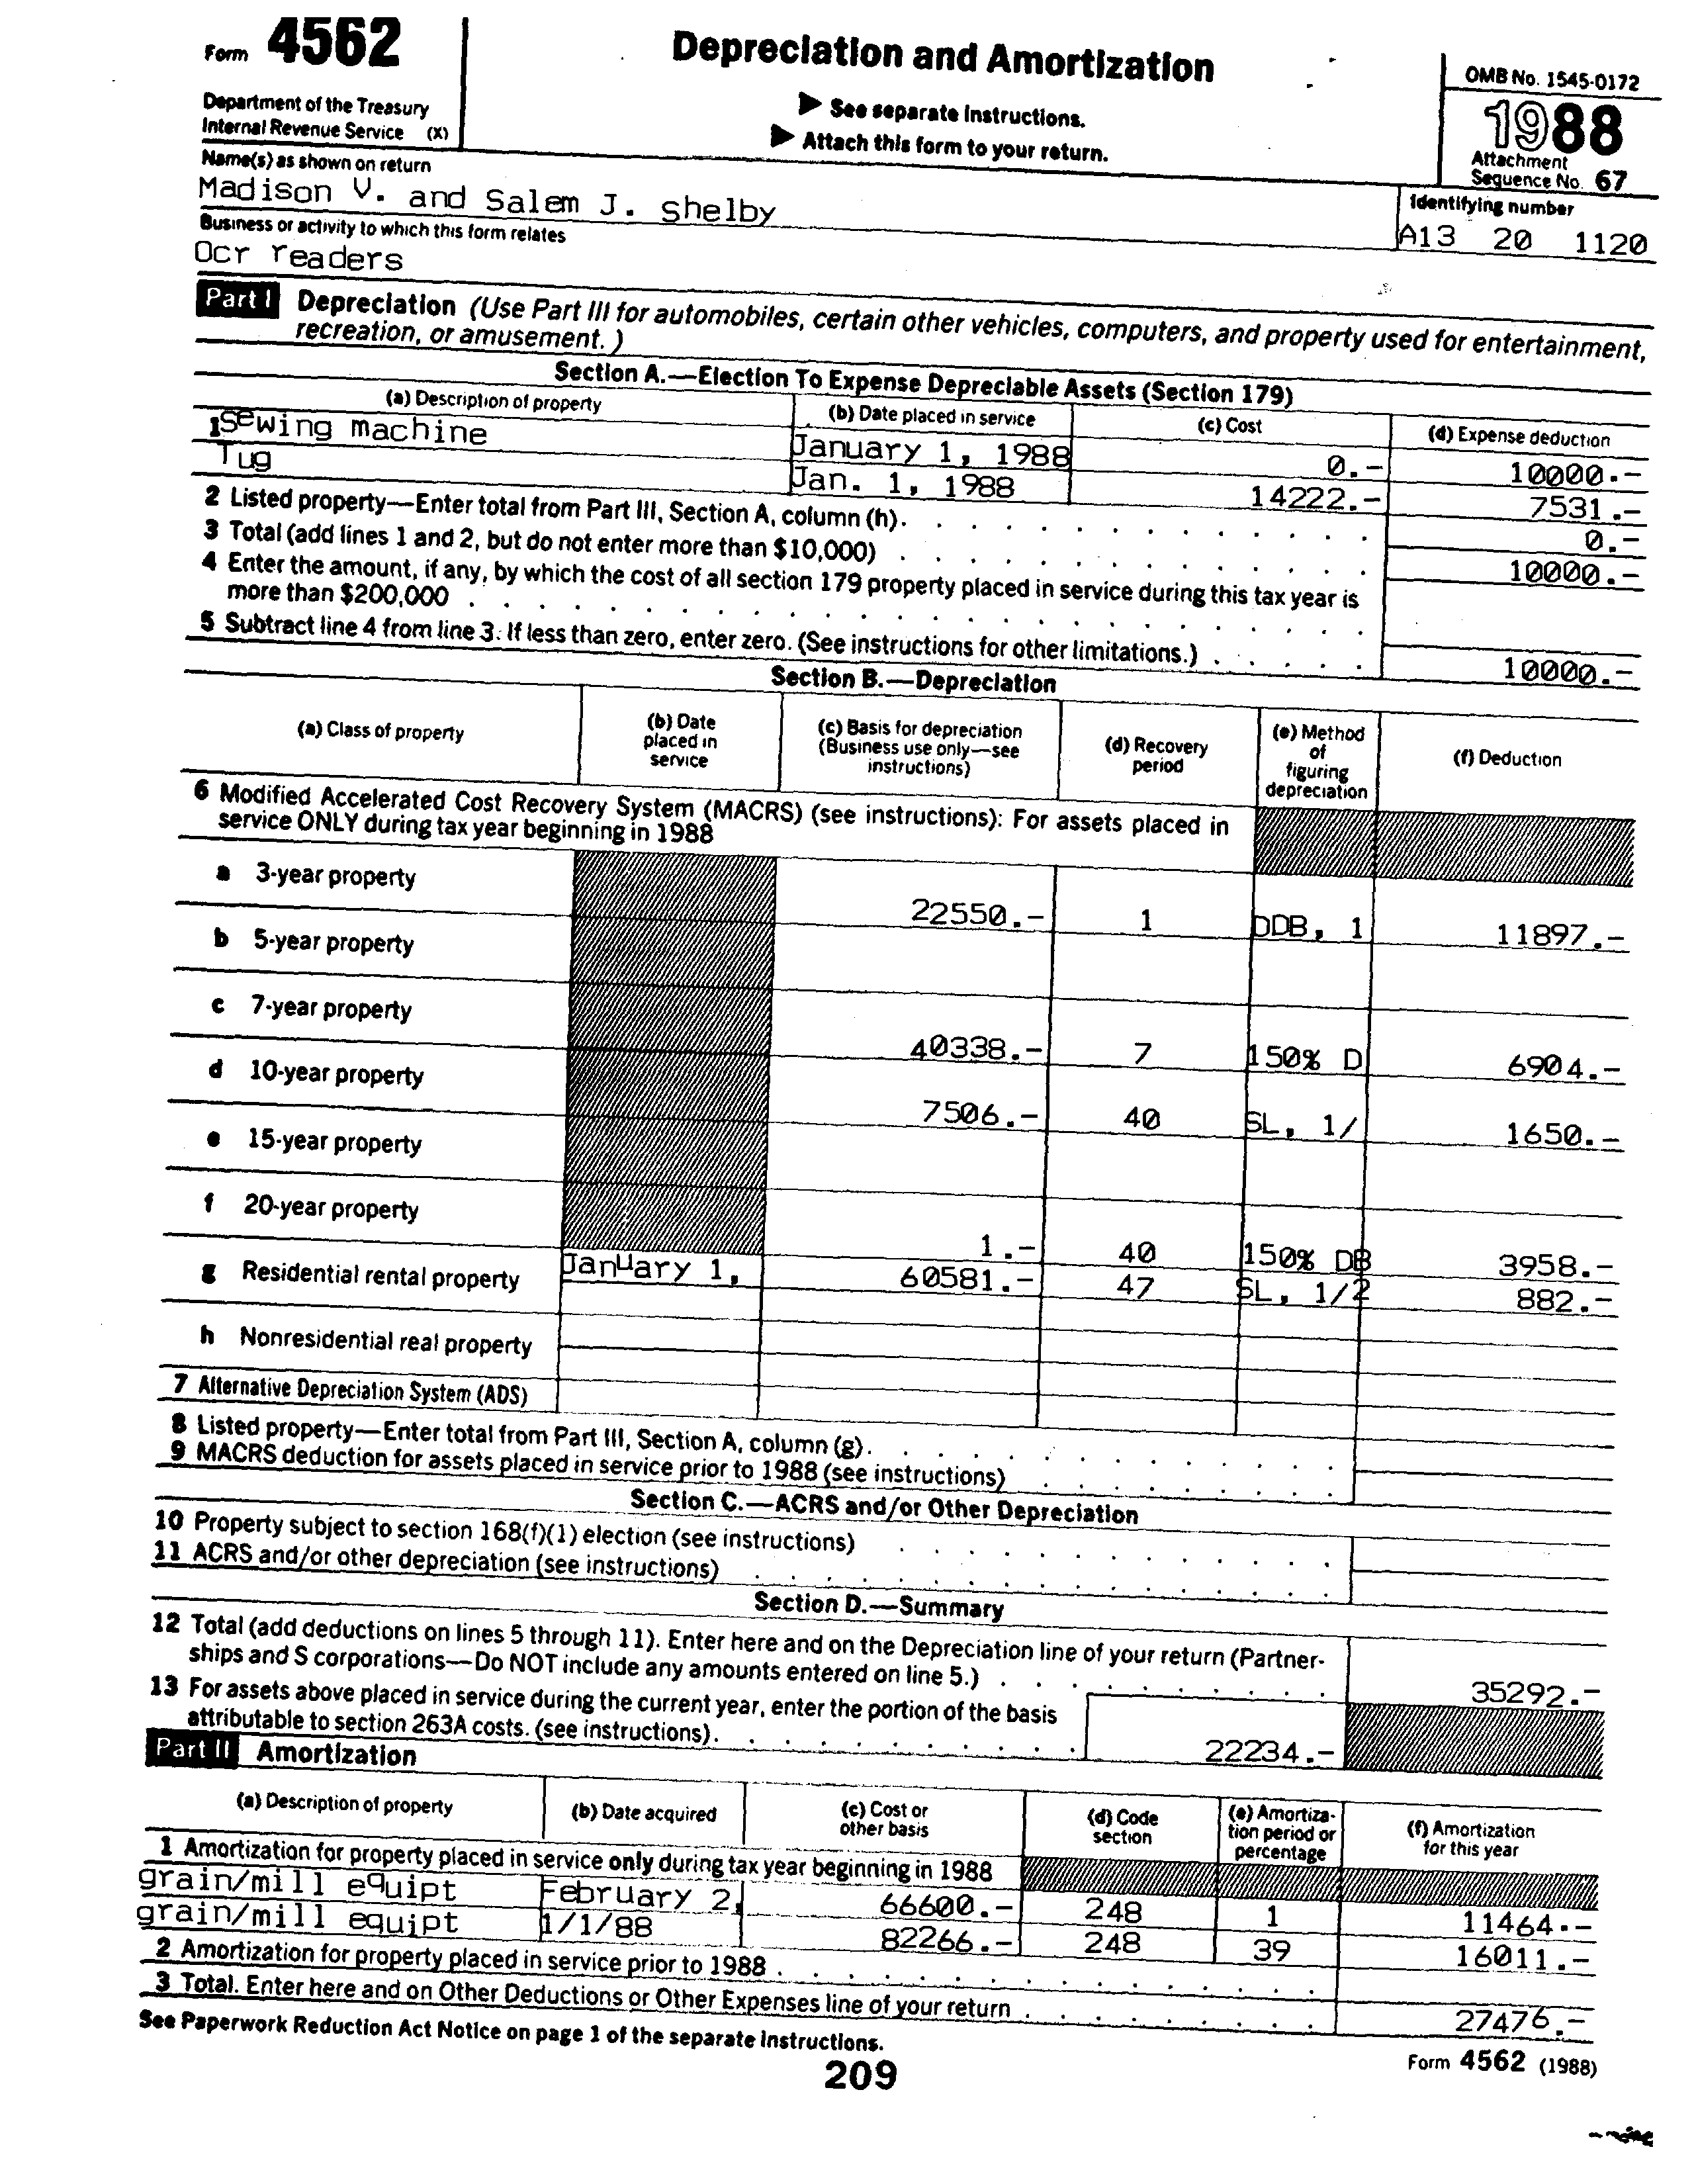 Form 4562
Department of the Treasury
Internal Revenue Service (X)
Depreciation and Amortization
▶ See separate instructions.
▶ Attach this form to your return.
OMB No. 1545-0172
1988
Attachment
Sequence No. 67
Name(s) as shown on return
Madison V. and Salem J. Shelby
Identifying number
A13 20 1120
Business or activity to which this form relates
Ocr readers
Part I Depreciation (Use Part III for automobiles, certain other vehicles, computers, and property used for entertainment,
recreation, or amusement.)
Section A.—Election To Expense Depreciable Assets (Section 179)
(a) Description of property (b) Date placed in service (c) Cost (d) Expense deduction
1 Sewing machine January 1, 1988 0.- 10000.-
Tug Jan. 1, 1988 14222.- 7531.-
2 Listed property—Enter total from Part III, Section A, column (h). 0.-
3 Total (add lines 1 and 2, but do not enter more than $10,000) 10000.-
4 Enter the amount, if any, by which the cost of all section 179 property placed in service during this tax year is
more than $200,000
5 Subtract line 4 from line 3. If less than zero, enter zero. (See instructions for other limitations.) 10000.-
Section B.—Depreciation
(a) Class of property
(b) Date
placed in
service
(c) Basis for depreciation
(Business use only—see
instructions)
(d) Recovery
period
(e) Method
of
figuring
depreciation
(f) Deduction
6 Modified Accelerated Cost Recovery System (MACRS) (see instructions): For assets placed in
service ONLY during tax year beginning in 1988
a 3-year property 22550.- 1 DDB, 1 11897.-
b 5-year property
c 7-year property 40338.- 7 150% D 6904.-
d 10-year property 7506.- 40 SL, 1/ 1650.-
e 15-year property
f 20-year property 1.- 40 150% DB 3958.-
g Residential rental property January 1, 60581.- 47 SL, 1/2 882.-
h Nonresidential real property
7 Alternative Depreciation System (ADS)
8 Listed property—Enter total from Part III, Section A, column (g).
9 MACRS deduction for assets placed in service prior to 1988 (see instructions)
Section C.—ACRS and/or Other Depreciation
10 Property subject to section 168(f)(1) election (see instructions)
11 ACRS and/or other depreciation (see instructions)
Section D.—Summary
12 Total (add deductions on lines 5 through 11). Enter here and on the Depreciation line of your return (Partner-
ships and S corporations—Do NOT include any amounts entered on line 5.) 35292.-
13 For assets above placed in service during the current year, enter the portion of the basis
attributable to section 263A costs. (see instructions). 22234.-
Part II Amortization
(a) Description of property
(b) Date acquired
(c) Cost or
other basis
(d) Code
section
(e) Amortiza-
tion period or
percentage
(f) Amortization
for this year
1 Amortization for property placed in service only during tax year beginning in 1988
grain/mill equipt February 2, 66600.- 248 1 11464.-
grain/mill equipt 1/1/88 82266.- 248 39 16011.-
2 Amortization for property placed in service prior to 1988
3 Total. Enter here and on Other Deductions or Other Expenses line of your return 27476.-
See Paperwork Reduction Act Notice on page 1 of the separate instructions.
Form 4562 (1988)
209